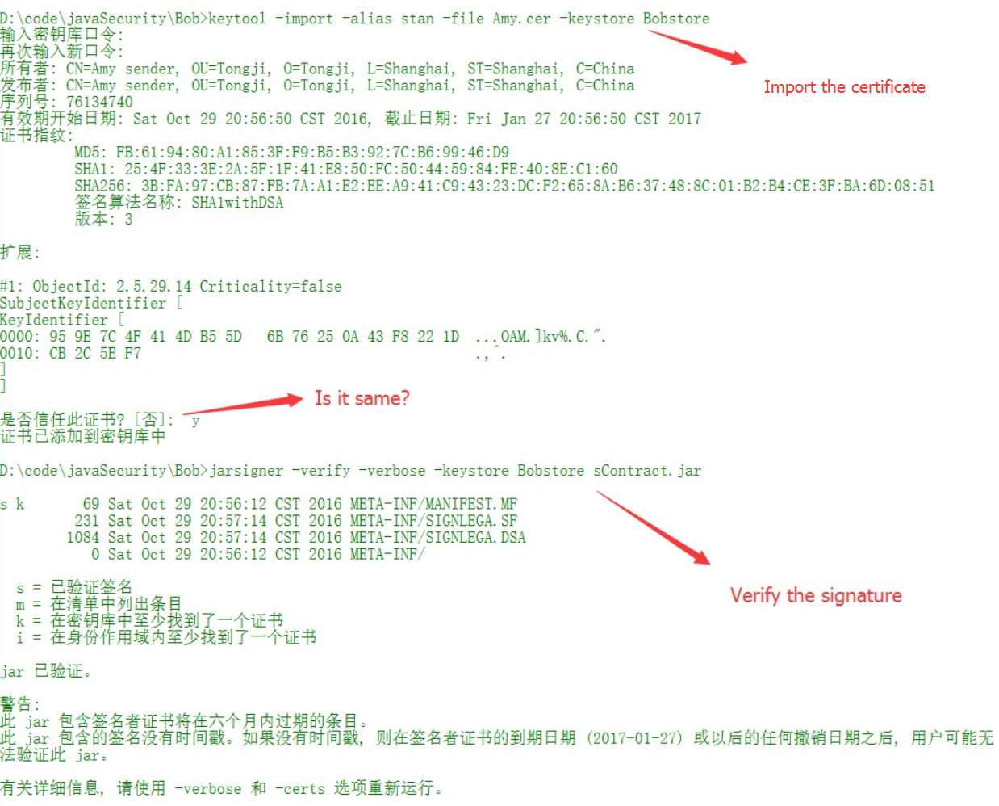 D:\code\javaSecurity\Bob>keytool -import -alias stan -file Amy.cer -keystore Bobstore
输入密钥库口令:
再次输入新口令:
所有者: CN=Amy sender, OU=Tongji, O=Tongji, L=Shanghai, ST=Shanghai, C=China
发布者: CN=Amy sender, OU=Tongji, O=Tongji, L=Shanghai, ST=Shanghai, C=China
Import the certificate
序列号: 76134740
有效期开始日期: Sat Oct 29 20:56:50 CST 2016, 截止日期: Fri Jan 27 20:56:50 CST 2017
证书指纹:
MD5: FB:61:94:80:A1:85:3F:F9:B5:B3:92:7C:B6:99:46:D9
SHA1: 25:4F:33:3E:2A:5F:1F:41:E8:50:FC:50:44:59:84:FE:40:8E:C1:60
SHA256: 3B:FA:97:CB:87:FB:7A:A1:E2:EE:A9:41:C9:43:23:DC:F2:65:8A:B6:37:48:8C:01:B2:B4:CE:3F:BA:6D:08:51
签名算法名称: SHA1withDSA
版本: 3
扩展:
#1: ObjectId: 2.5.29.14 Criticality=false
SubjectKeyIdentifier [
KeyIdentifier [
0000: 95 9E 7C 4F 41 4D B5 5D   6B 76 25 0A 43 F8 22 1D  ...OAM.]kv%.C.".
0010: CB 2C 5E F7                                        .,^.
]
]
Is it same?
是否信任此证书? [否]:  y
证书已添加到密钥库中
D:\code\javaSecurity\Bob>jarsigner -verify -verbose -keystore Bobstore sContract.jar
s k       69 Sat Oct 29 20:56:12 CST 2016 META-INF/MANIFEST.MF
231 Sat Oct 29 20:57:14 CST 2016 META-INF/SIGNLEGA.SF
1084 Sat Oct 29 20:57:14 CST 2016 META-INF/SIGNLEGA.DSA
0 Sat Oct 29 20:56:12 CST 2016 META-INF/
s = 已验证签名
Verify the signature
m = 在清单中列出条目
k = 在密钥库中至少找到了一个证书
i = 在身份作用域内至少找到了一个证书
jar 已验证。
警告:
此 jar 包含签名者证书将在六个月内过期的条目。
此 jar 包含的签名没有时间戳。如果没有时间戳, 则在签名者证书的到期日期 (2017-01-27) 或以后的任何撤销日期之后, 用户可能无
法验证此 jar。
有关详细信息, 请使用 -verbose 和 -certs 选项重新运行。